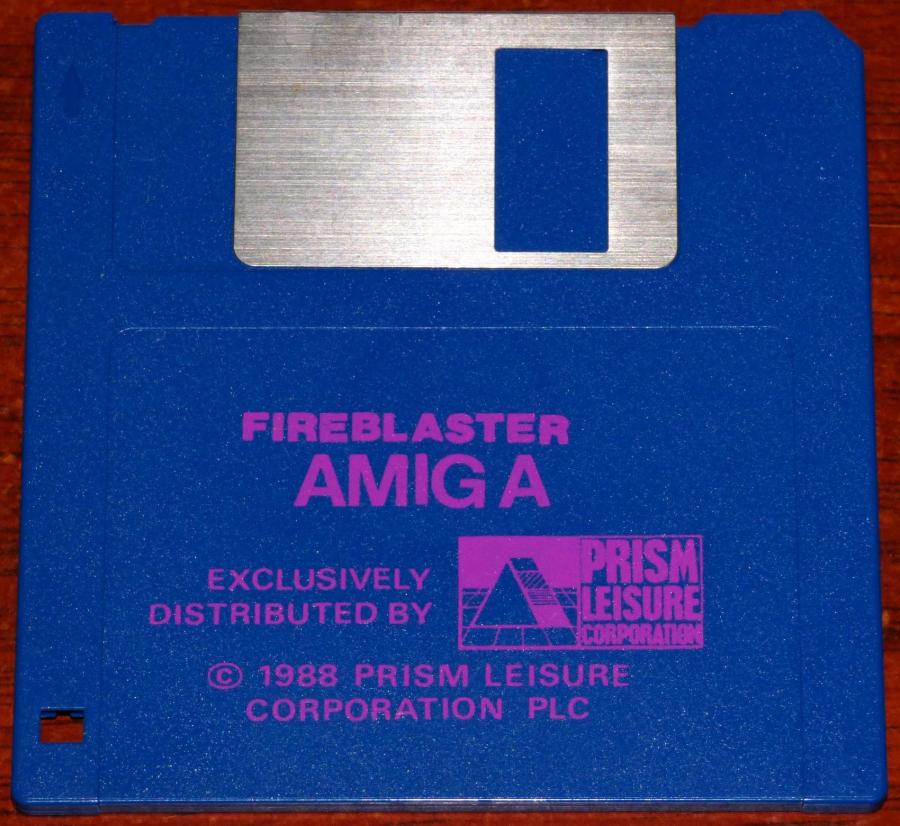 FIREBLASTER
AMIGA
EXCLUSIVELY
DISTRIBUTED BY
PRISM
LEISURE
CORPORATION
© 1988 PRISM LEISURE
CORPORATION PLC